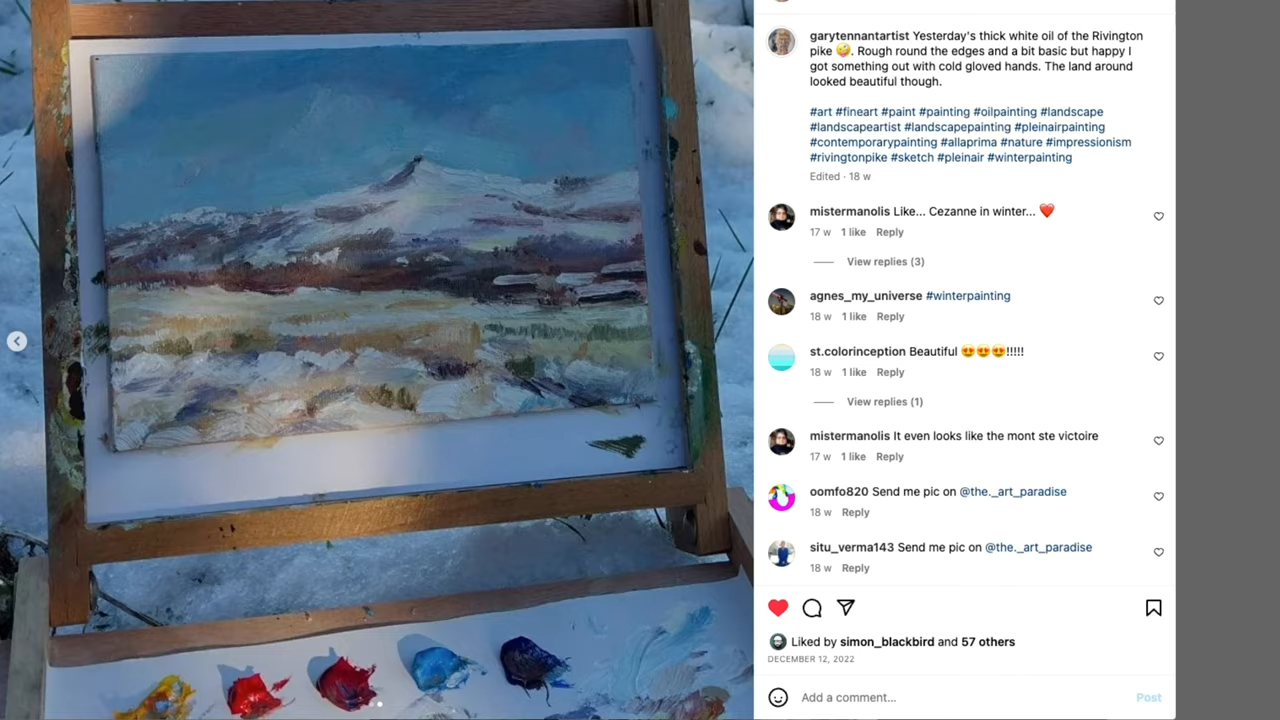 garytennantartist Yesterday's thick white oil of the Rivington
pike 🤪. Rough round the edges and a bit basic but happy I
got something out with cold gloved hands. The land around
looked beautiful though.
#art #fineart #paint #painting #oilpainting #landscape
#landscapeartist #landscapepainting #pleinairpainting
#contemporarypainting #allaprima #nature #impressionism
#rivingtonpike #sketch #pleinair #winterpainting
Edited · 18 w
mistermanolis Like... Cezanne in winter... ❤️
17 w 1 like Reply
View replies (3)
agnes_my_universe #winterpainting
18 w 1 like Reply
st.colorinception Beautiful 😍😍😍!!!!!
18 w 1 like Reply
View replies (1)
mistermanolis It even looks like the mont ste victoire
17 w 1 like Reply
oomfo820 Send me pic on @the._art_paradise
18 w Reply
situ_verma143 Send me pic on @the._art_paradise
18 w Reply
Liked by simon_blackbird and 57 others
DECEMBER 12, 2022
Add a comment... Post